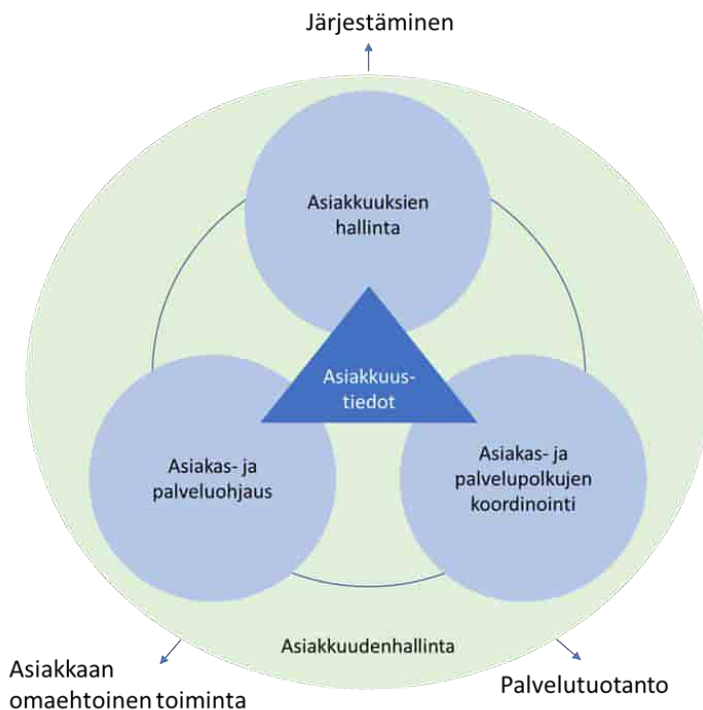 Järjestäminen
Asiakkuuksien
hallinta
Asiakkuus-
tiedot
Asiakas- ja
palveluohjaus
Asiakas- ja
palvelupolkujen
koordinointi
Asiakkuudenhallinta
Asiakkaan
omaehtoinen toiminta
Palvelutuotanto